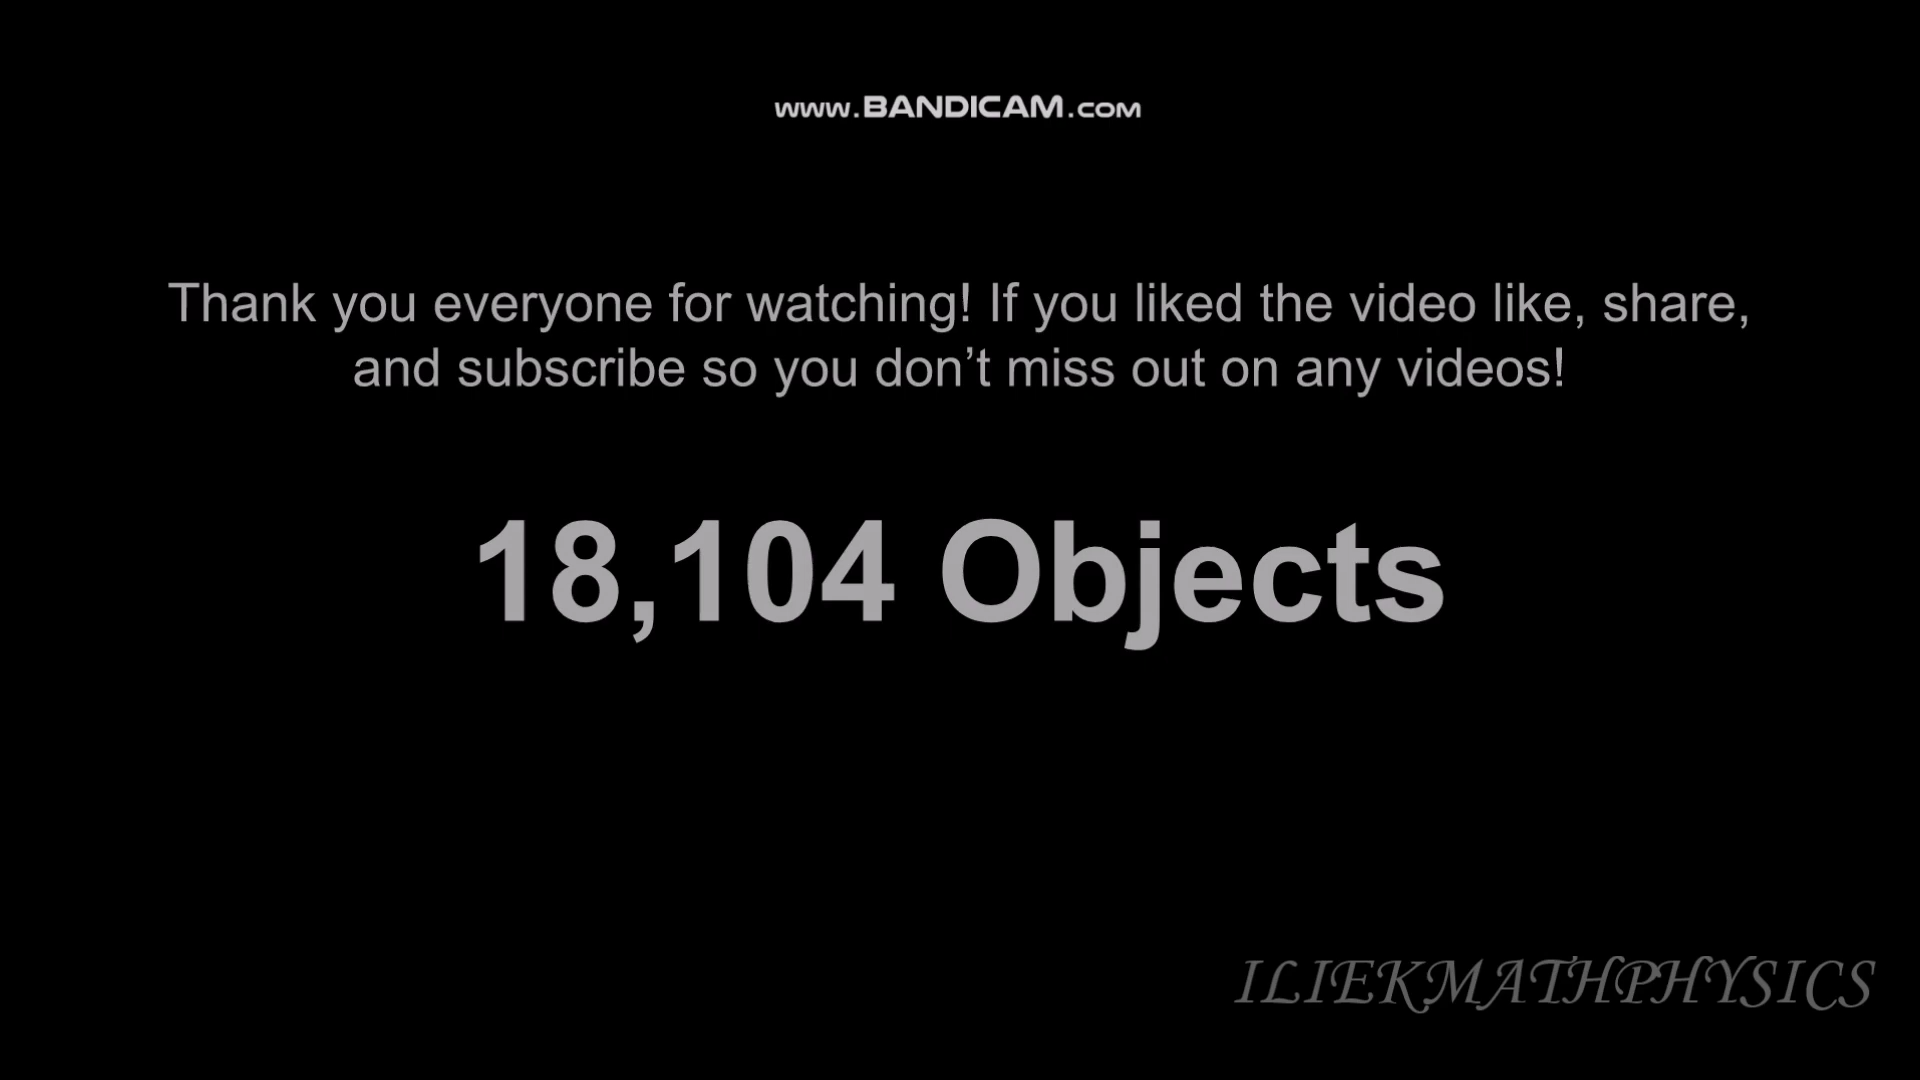 www.BANDICAM.com
Thank you everyone for watching! If you liked the video like, share,
and subscribe so you don’t miss out on any videos!
18,104 Objects
ILIEKMATHPHYSICS